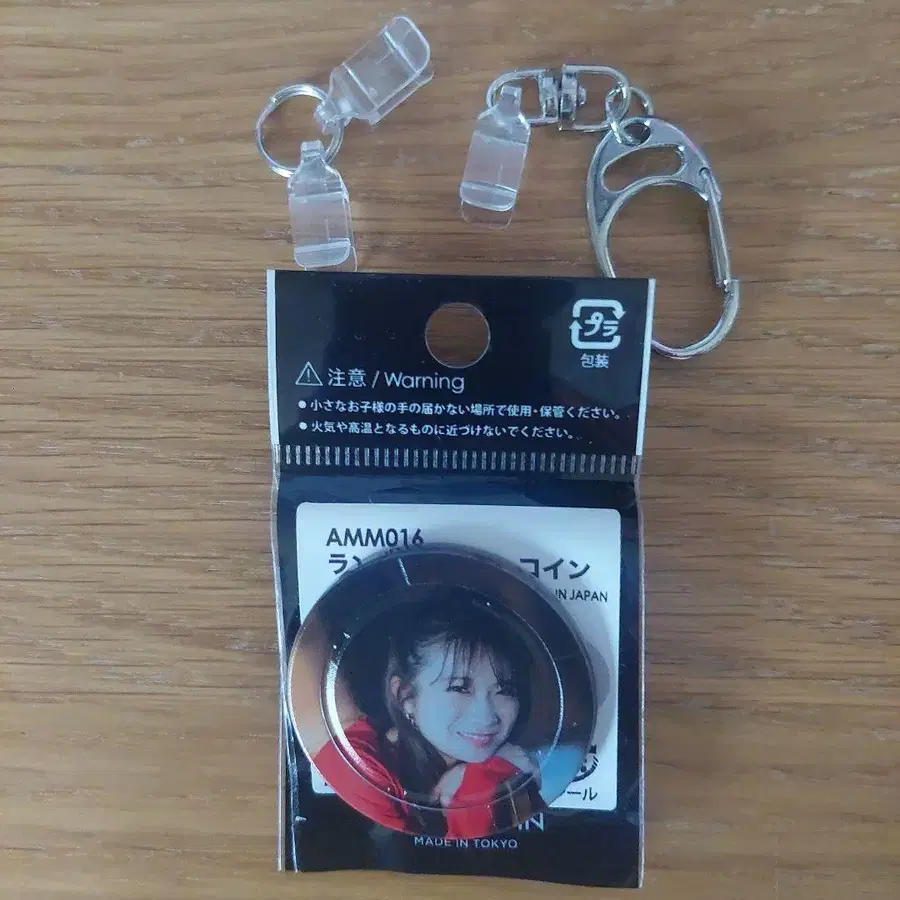 プラ
包装
注意 / Warning
● 小さなお子様の手の届かない場所で使用・保管ください。
● 火気や高温となるものに近づけないでください。
AMM016
ラン コイン
IN JAPAN
ール
IN
MADE IN TOKYO